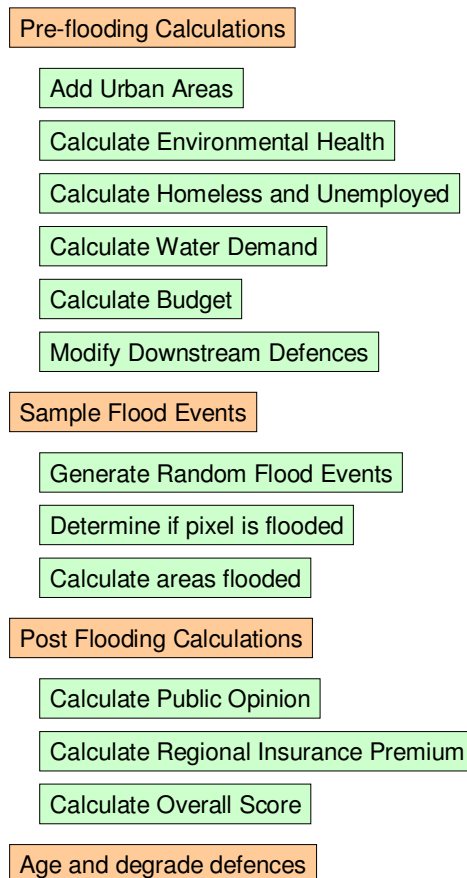 Pre-flooding Calculations
Add Urban Areas
Calculate Environmental Health
Calculate Homeless and Unemployed
Calculate Water Demand
Calculate Budget
Modify Downstream Defences
Sample Flood Events
Generate Random Flood Events
Determine if pixel is flooded
Calculate areas flooded
Post Flooding Calculations
Calculate Public Opinion
Calculate Regional Insurance Premium
Calculate Overall Score
Age and degrade defences